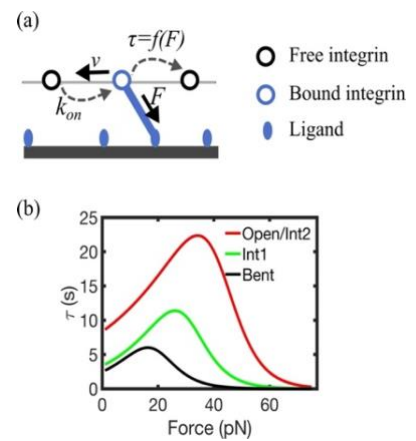 (a)
τ=f(F)
v
F
k_on
Free integrin
Bound integrin
Ligand
(b)
25
20
15
10
5
0
τ (s)
Open/Int2
Int1
Bent
0 20 40 60
Force (pN)